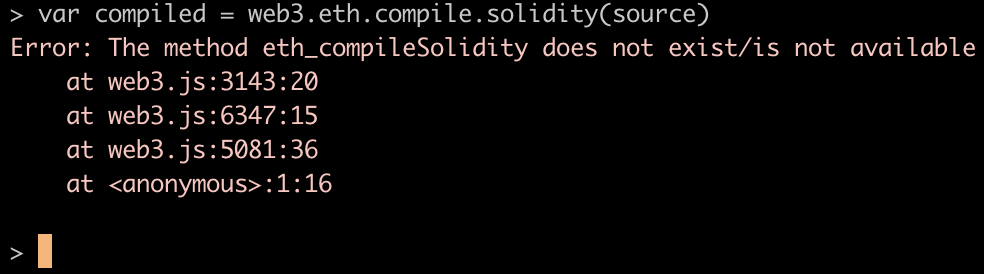 > var compiled = web3.eth.compile.solidity(source)
Error: The method eth_compileSolidity does not exist/is not available
    at web3.js:3143:20
    at web3.js:6347:15
    at web3.js:5081:36
    at <anonymous>:1:16
>